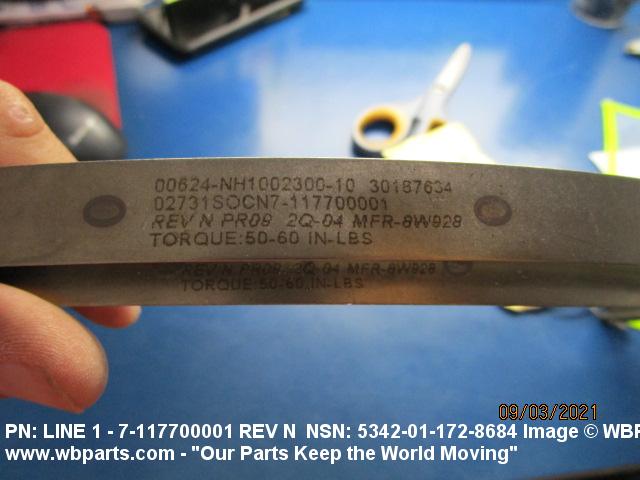 00624-NH1002300-10 30187634
02731SOCN7-117700001
REV N PR09 2Q-04 MFR-8W928
TORQUE:50-60 IN-LBS
REV N PR09 2Q-04 MFR-8W928
TORQUE:50-60 IN-LBS
09/03/2021
PN: LINE 1 - 7-117700001 REV N NSN: 5342-01-172-8684 Image ©
www.wbparts.com - "Our Parts Keep the World Moving"